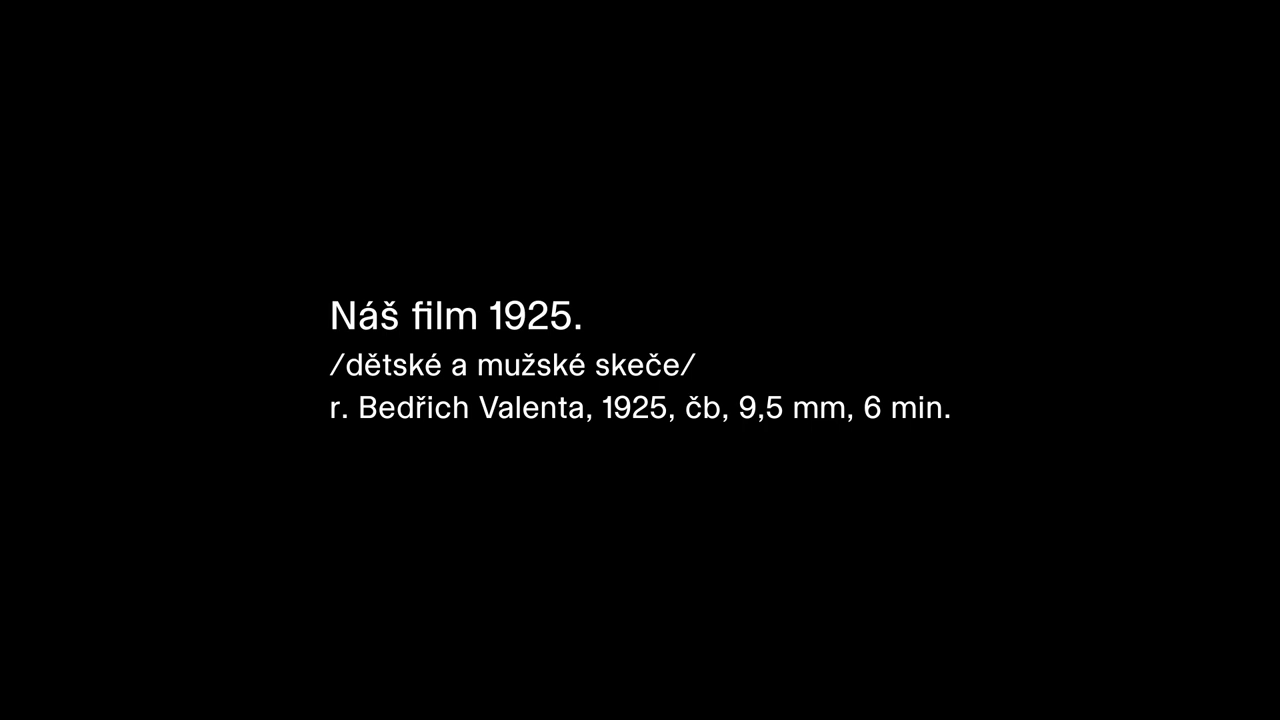 Náš film 1925.
/dětské a mužské skeče/
r. Bedřich Valenta, 1925, čb, 9,5 mm, 6 min.